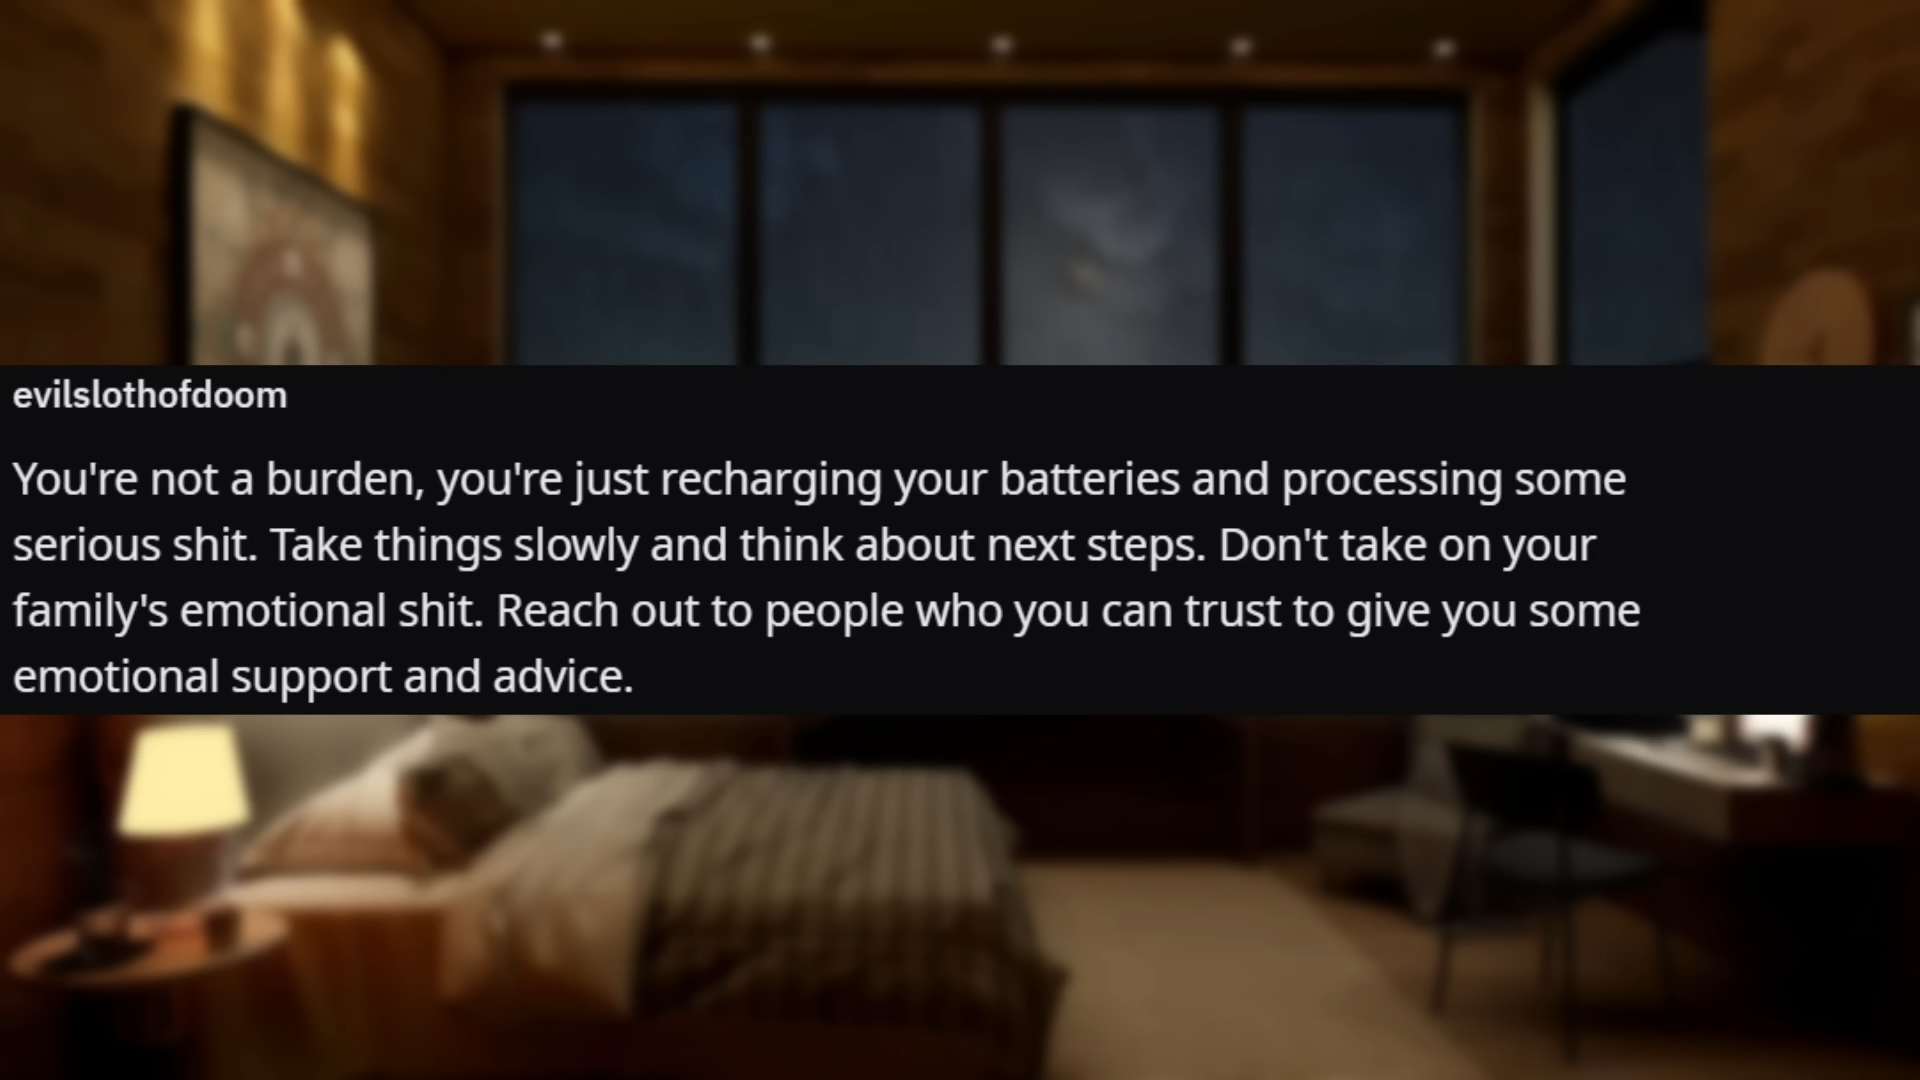 evilslothofdoom
You're not a burden, you're just recharging your batteries and processing some
serious shit. Take things slowly and think about next steps. Don't take on your
family's emotional shit. Reach out to people who you can trust to give you some
emotional support and advice.